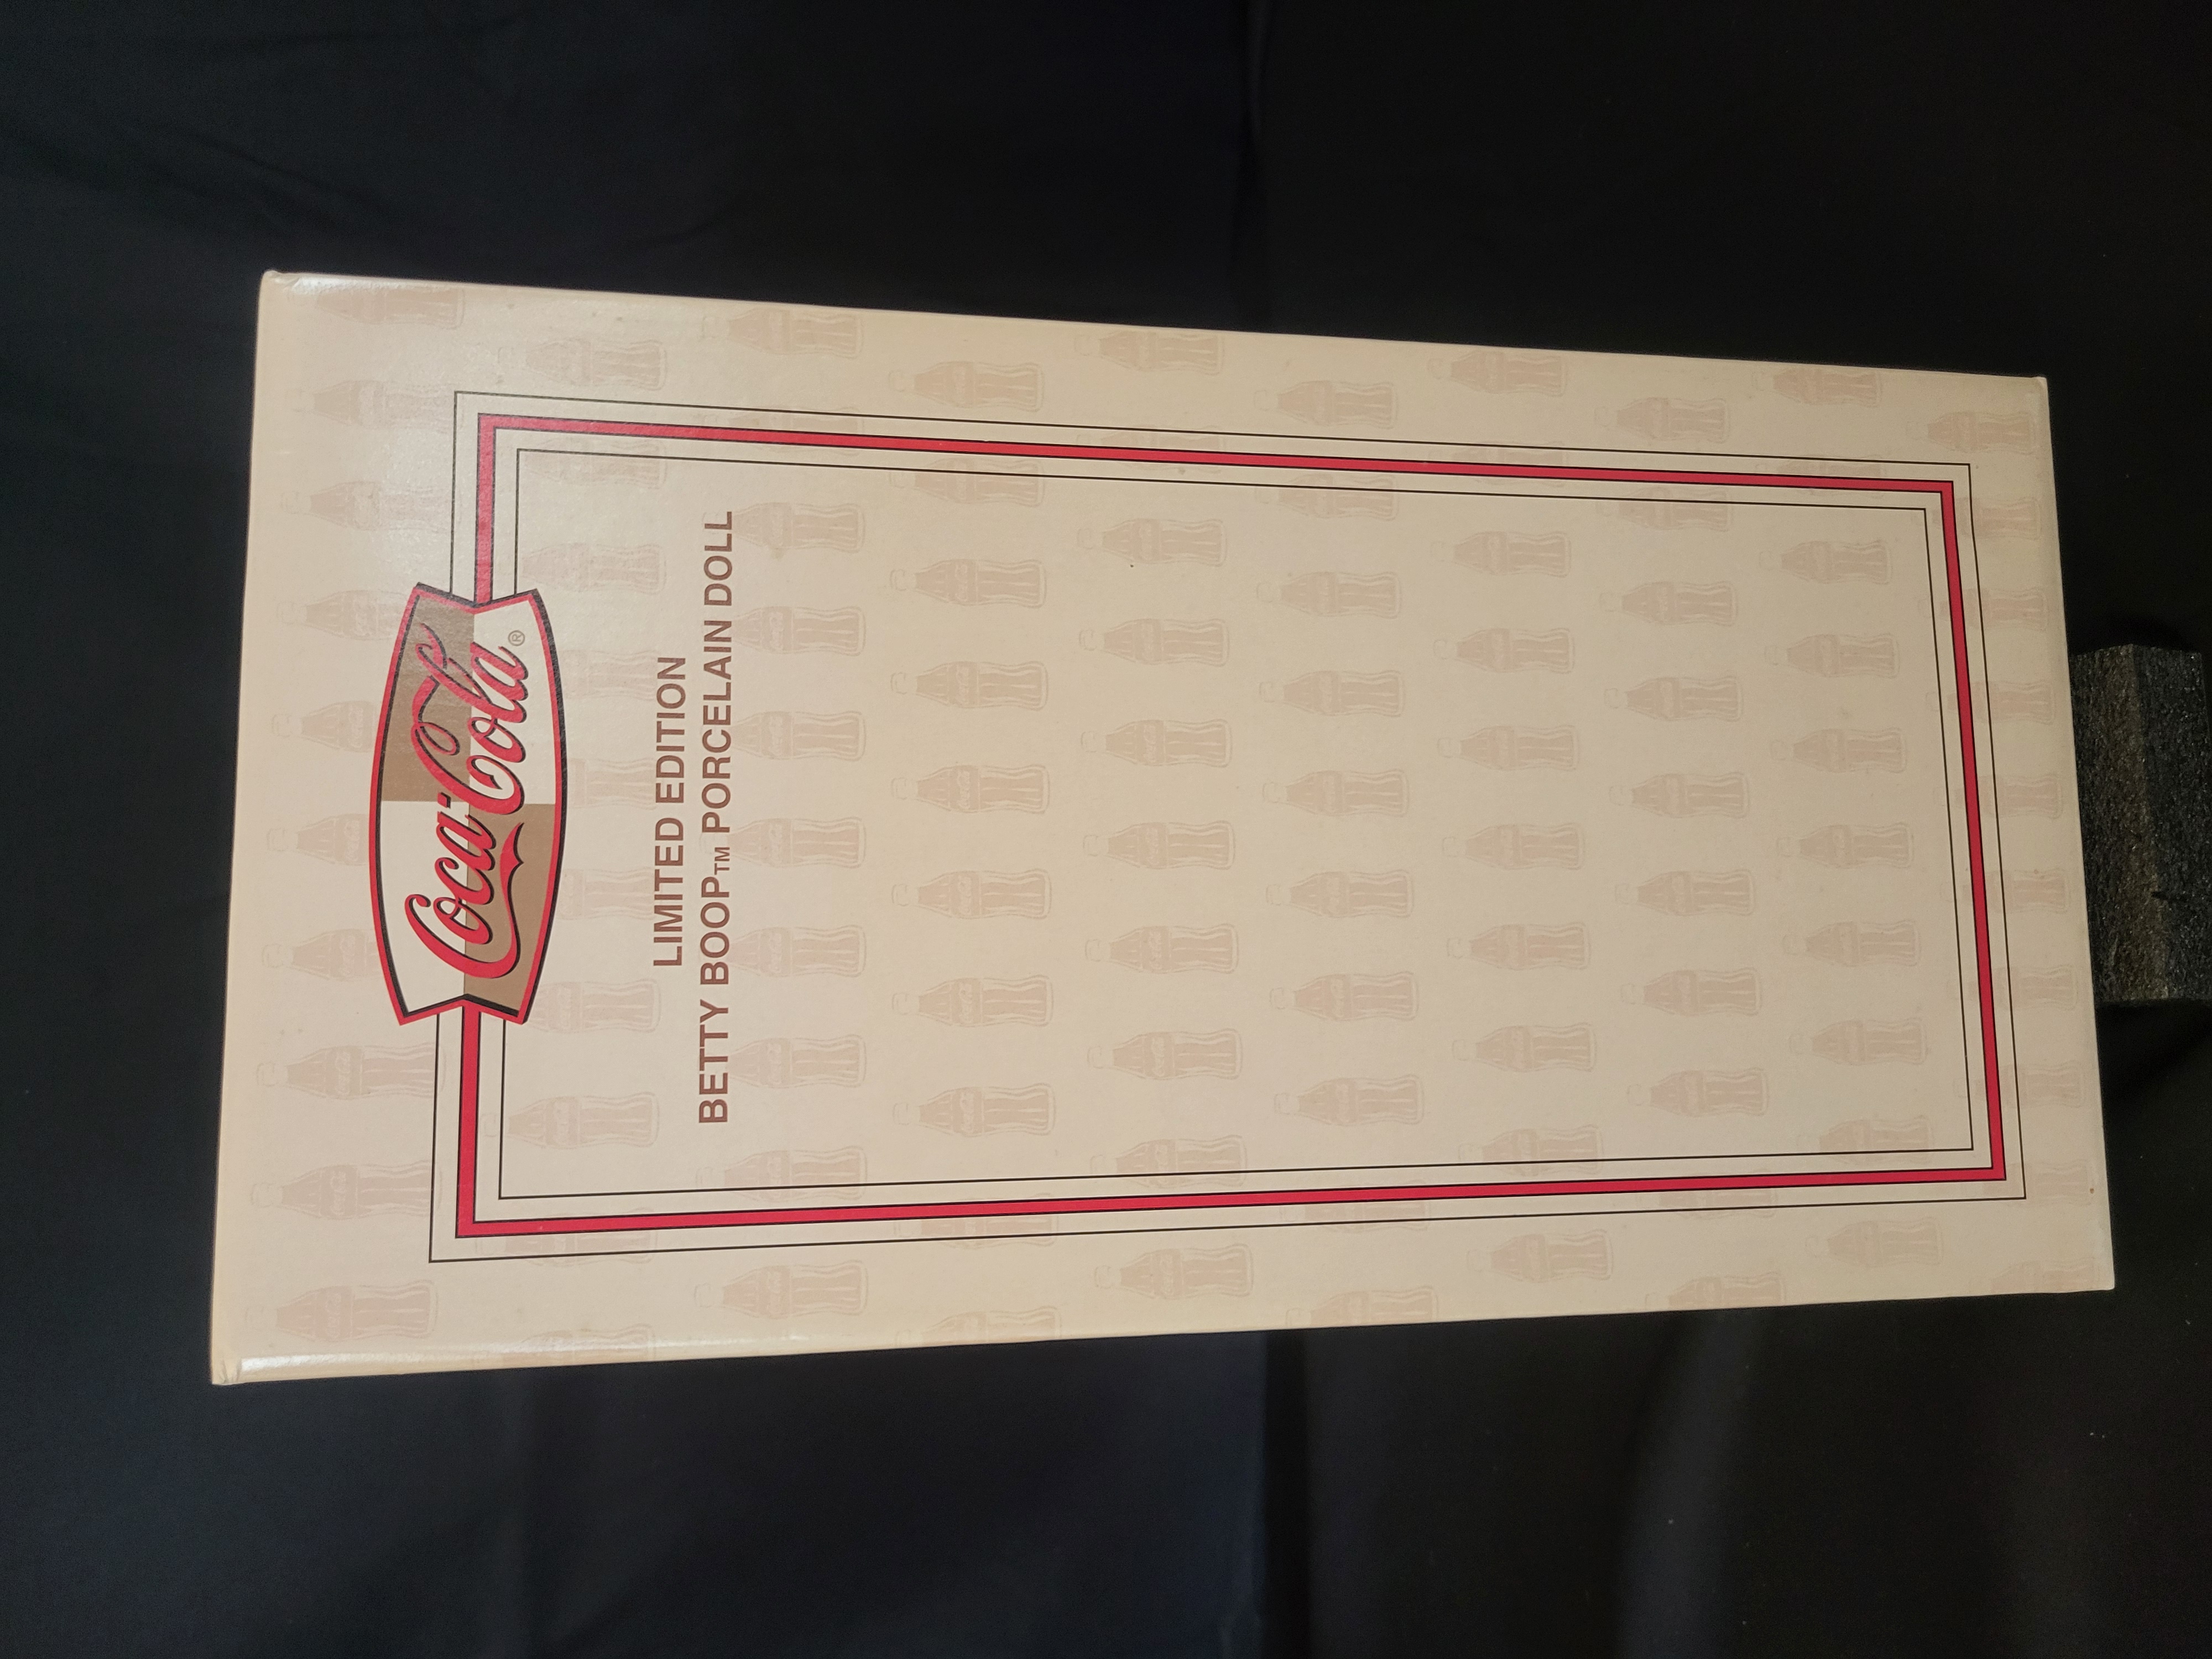 Coca-Cola ®
LIMITED EDITION
BETTY BOOP™ PORCELAIN DOLL